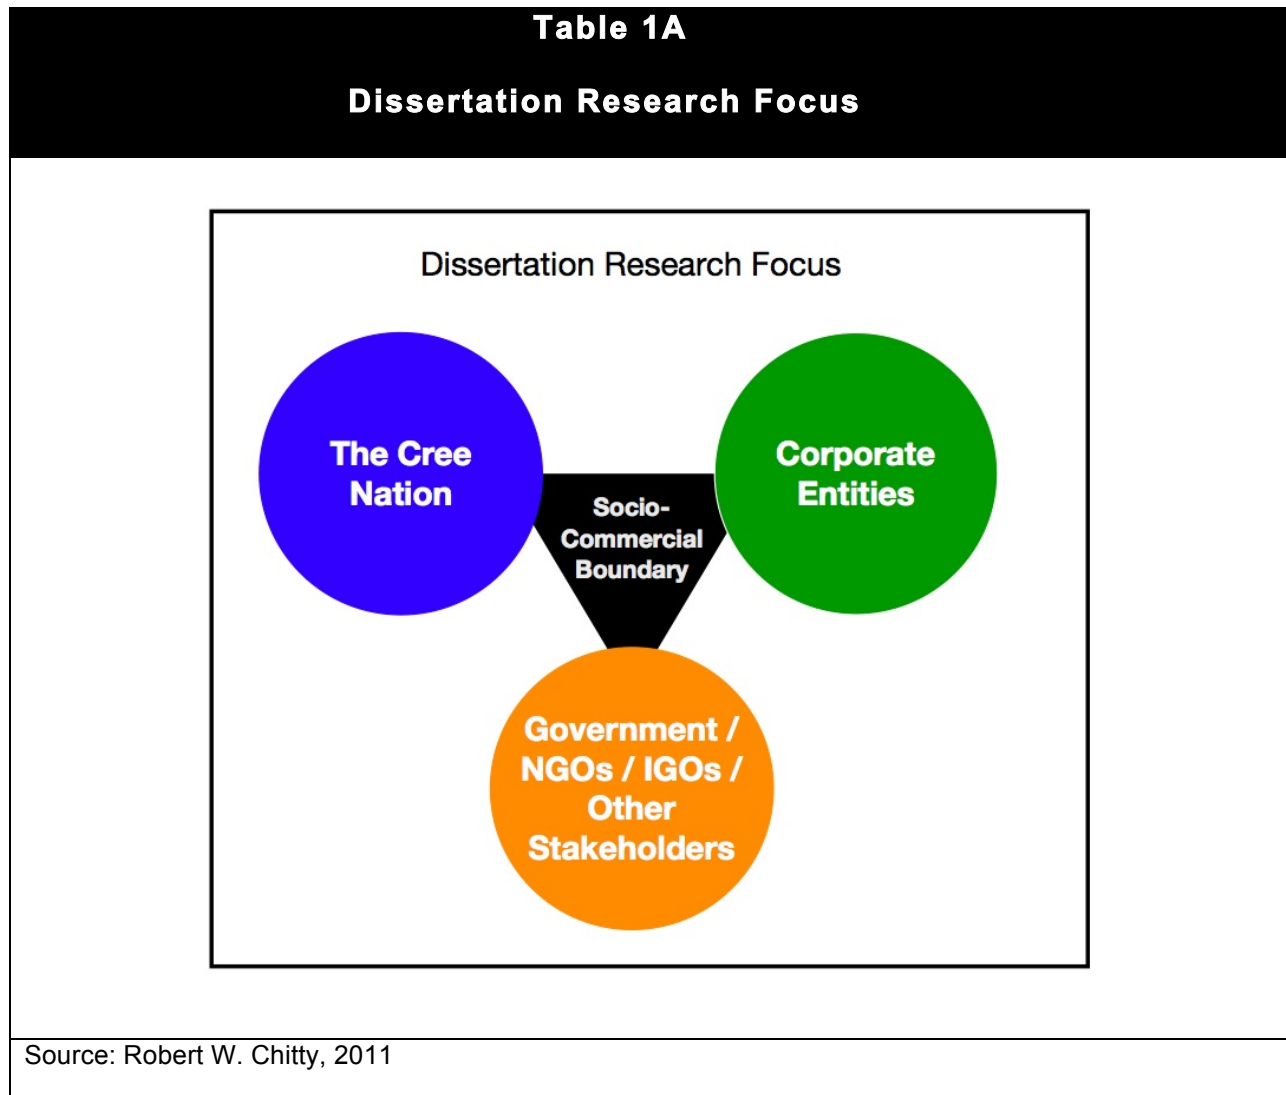 Table 1A
Dissertation Research Focus
Dissertation Research Focus
The Cree
Nation
Corporate
Entities
Socio-
Commercial
Boundary
Government /
NGOs / IGOs /
Other
Stakeholders
Source: Robert W. Chitty, 2011